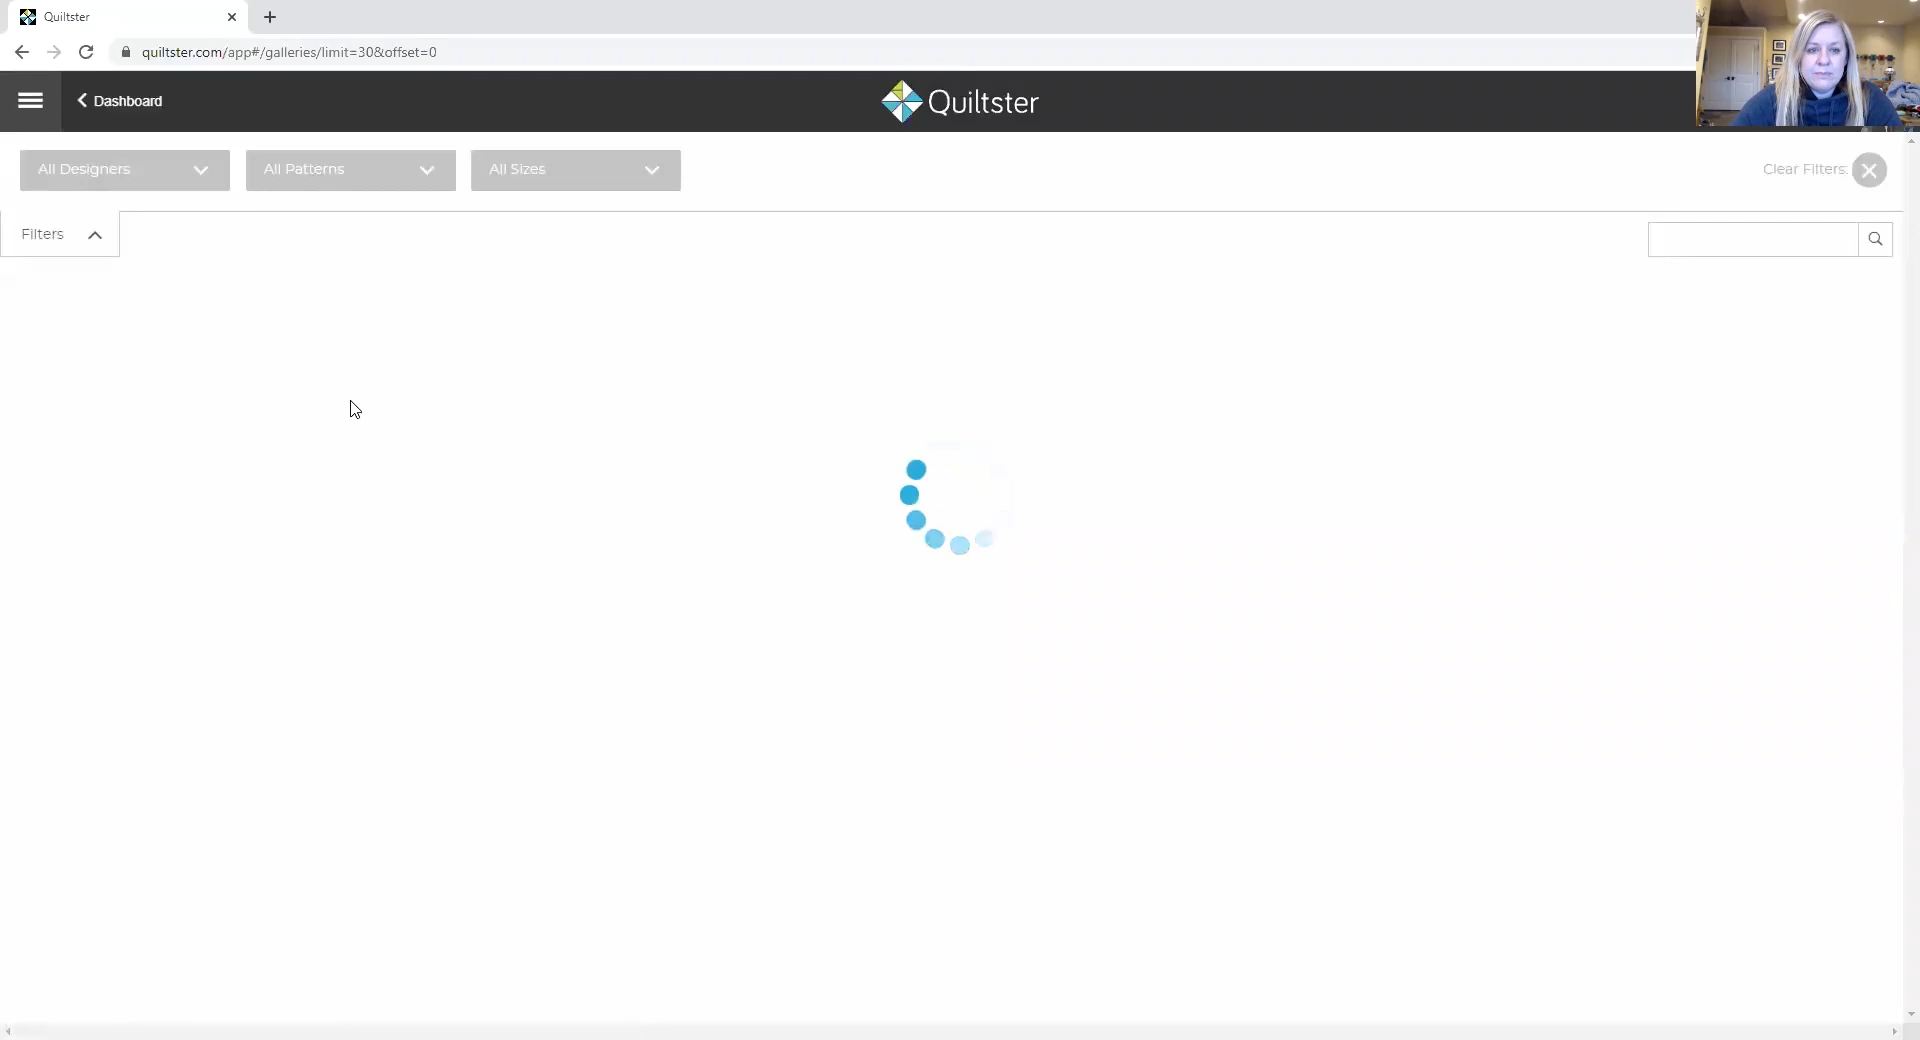 Quiltster
quiltster.com/app#/galleries/limit=30&offset=0
Dashboard
Quiltster
All Designers
All Patterns
All Sizes
Clear Filters:
Filters